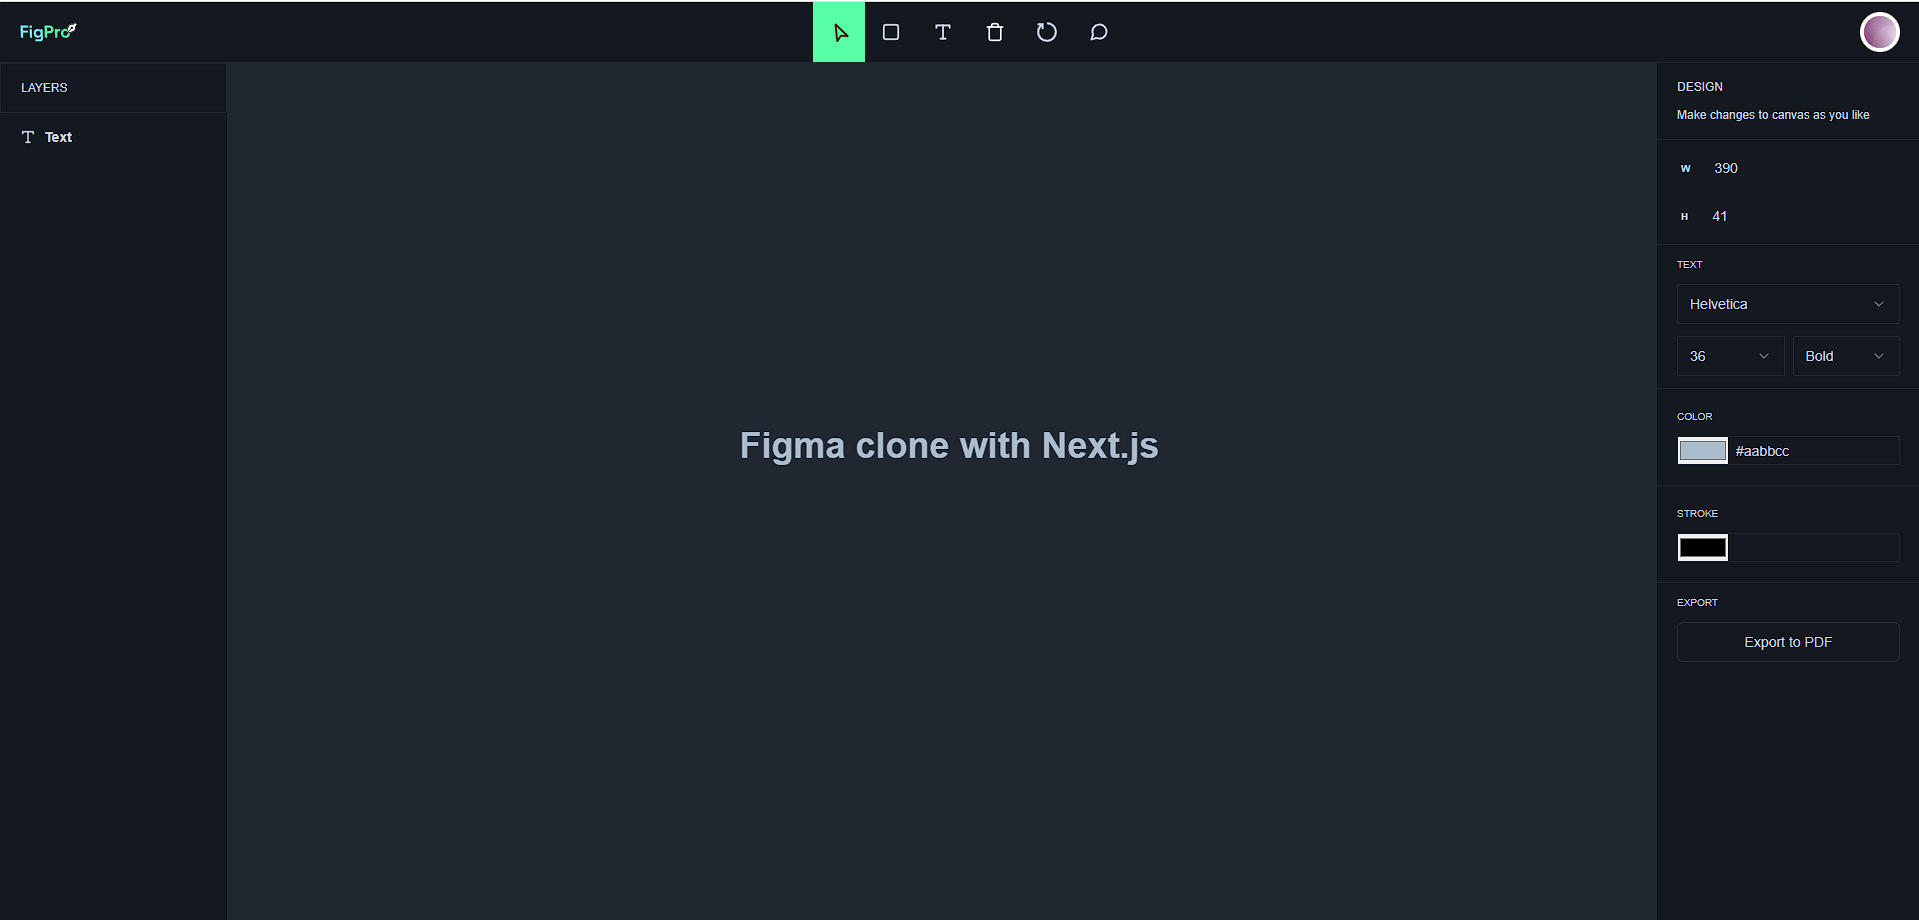 FigPro
LAYERS
Text
Figma clone with Next.js
DESIGN
Make changes to canvas as you like
W 390
H 41
TEXT
Helvetica
36 Bold
COLOR
#aabbcc
STROKE
EXPORT
Export to PDF